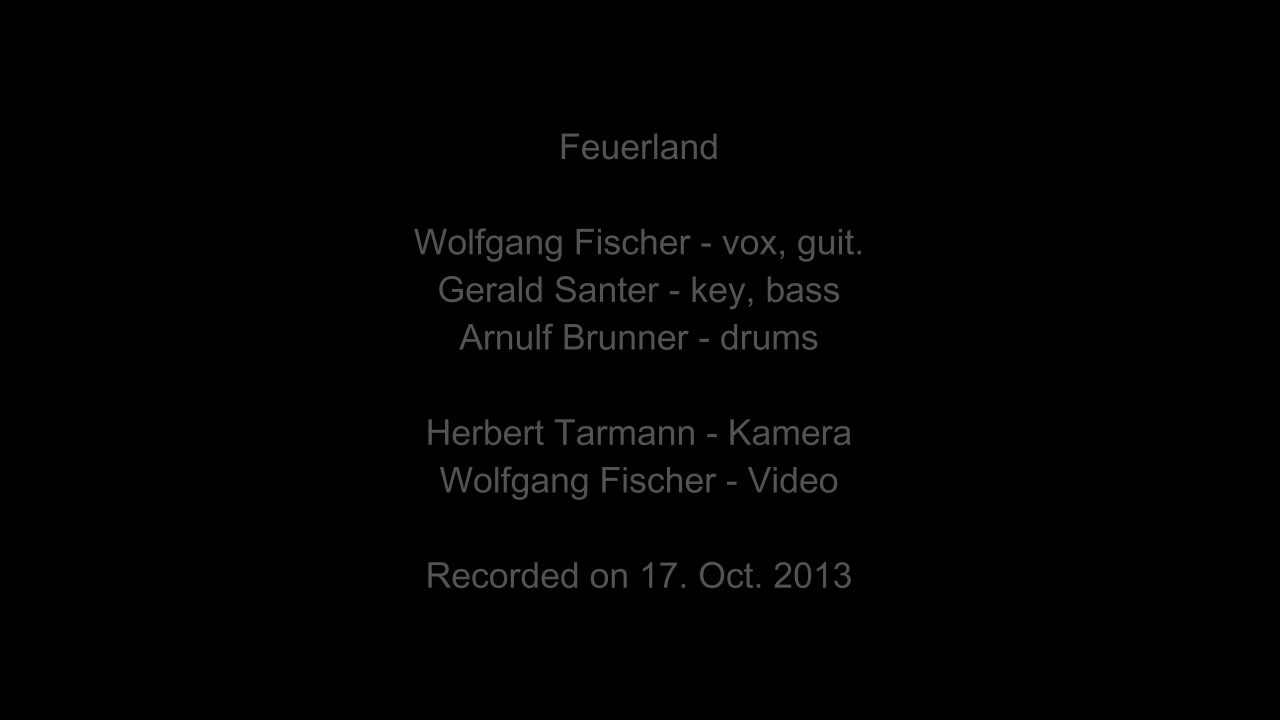 Feuerland
Wolfgang Fischer - vox, guit.
Gerald Santer - key, bass
Arnulf Brunner - drums
Herbert Tarmann - Kamera
Wolfgang Fischer - Video
Recorded on 17. Oct. 2013